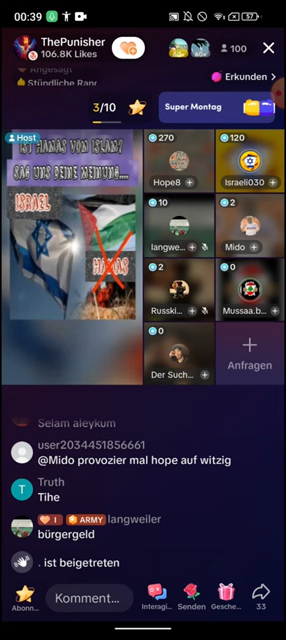 00:39
57
ThePunisher
106.8K Likes
100
Angesagt
Stündliche Rang
Erkunden >
3/10
Super Montag
Host
IST HAMAS VON ISLAM?
SAG UNS DEINE MEINUNG...
ISRAEL
HAMAS
270
Hope8
120
Israeli030
10
langwe...
2
Mido
2
Russki...
0
Mussaa.b...
0
Der Such...
Anfragen
Selam aleykum
user2034451856661
@Mido provozier mal hope auf witzig
T
Truth
Tihe
I
ARMY
langweiler
bürgergeld
. ist beigetreten
Abonn...
Komment...
Interagi...
Senden
Gesche...
33